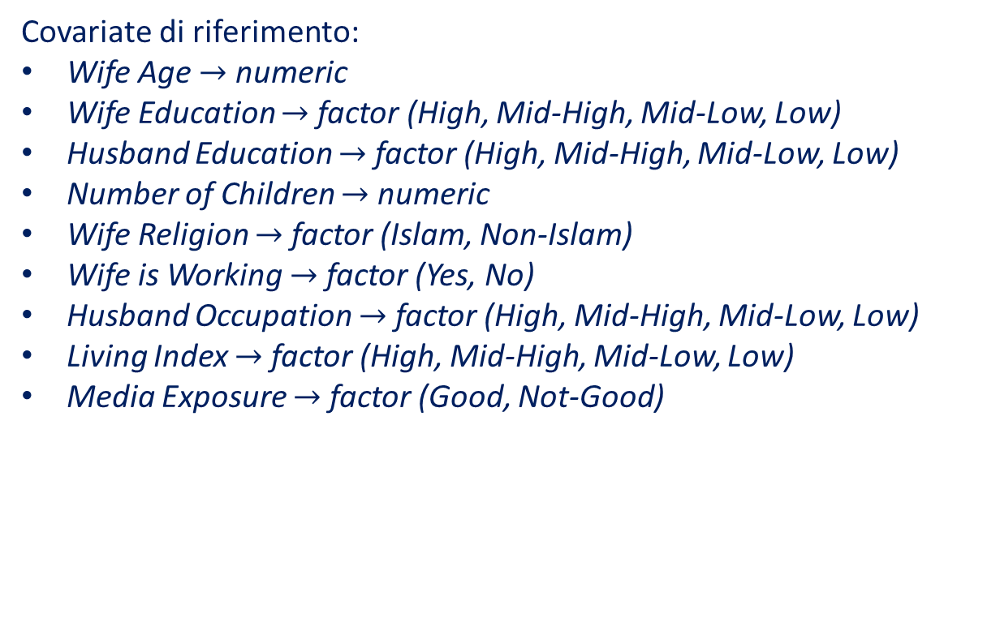 Covariate di riferimento:
• Wife Age → numeric
• Wife Education → factor (High, Mid-High, Mid-Low, Low)
• Husband Education → factor (High, Mid-High, Mid-Low, Low)
• Number of Children → numeric
• Wife Religion → factor (Islam, Non-Islam)
• Wife is Working → factor (Yes, No)
• Husband Occupation → factor (High, Mid-High, Mid-Low, Low)
• Living Index → factor (High, Mid-High, Mid-Low, Low)
• Media Exposure → factor (Good, Not-Good)